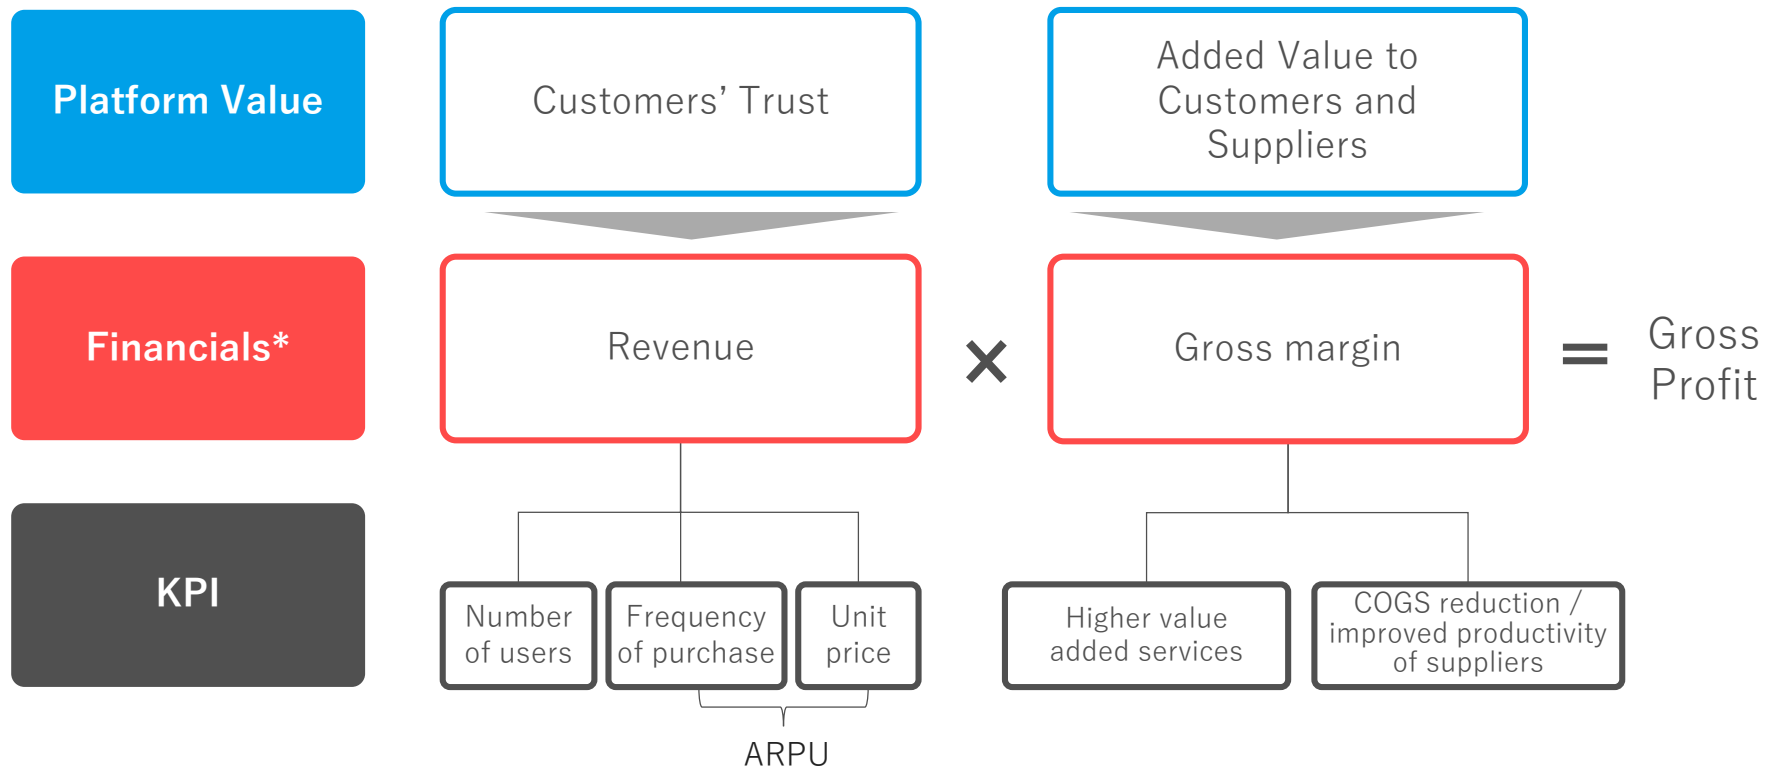 Platform Value
Customers’ Trust
Added Value to
Customers and
Suppliers
Financials*
Revenue
×
Gross margin
=
Gross
Profit
KPI
Number
of users
Frequency
of purchase
Unit
price
Higher value
added services
COGS reduction /
improved productivity
of suppliers
ARPU